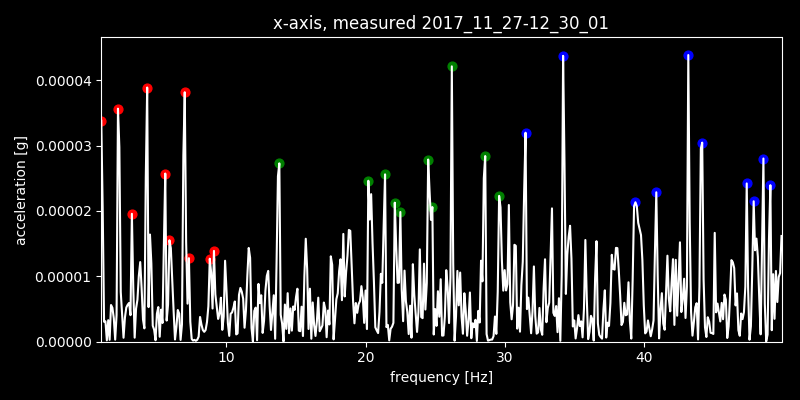 x-axis, measured 2017_11_27-12_30_01
0.00004
0.00003
0.00002
0.00001
0.00000
acceleration [g]
10 20 30 40
frequency [Hz]